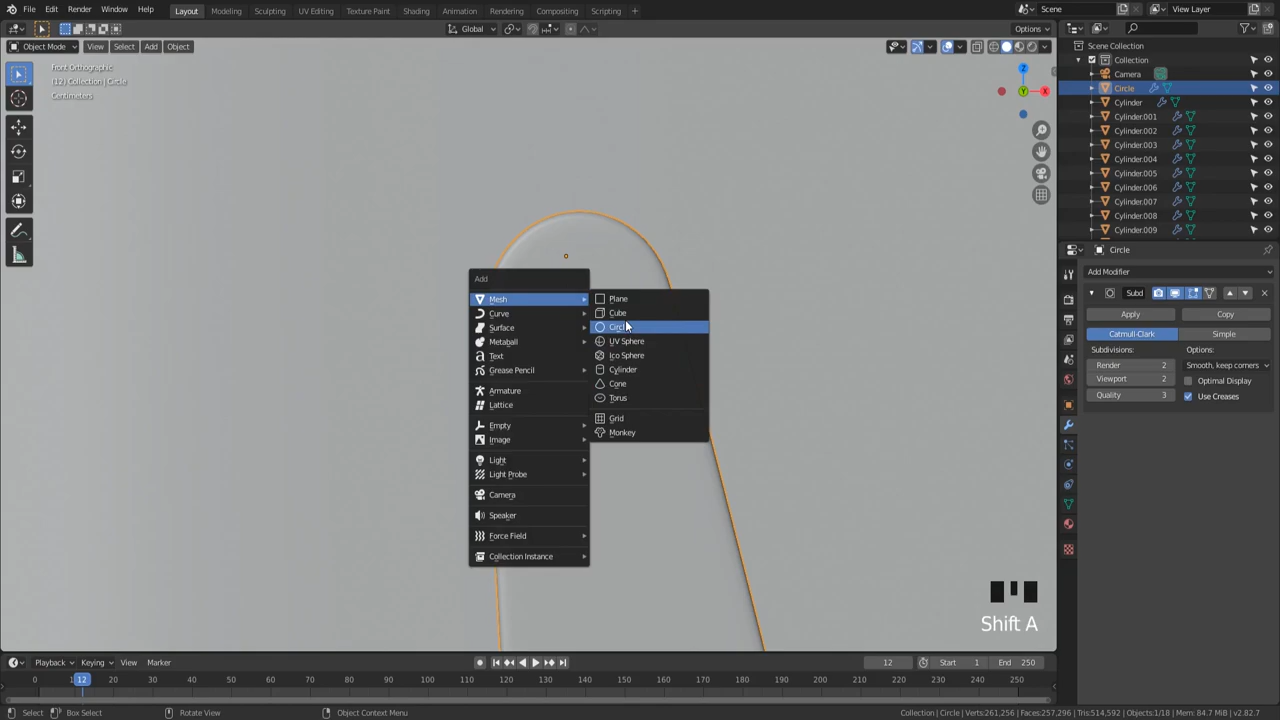 File Edit Render Window Help Layout Modeling Sculpting UV Editing Texture Paint Shading Animation Rendering Compositing Scripting + Scene View Layer
Global Options
Object Mode View Select Add Object
Front Orthographic
(12) Collection | Circle
Centimeters
Scene Collection
Collection
Camera
Circle
Cylinder
Cylinder.001
Cylinder.002
Cylinder.003
Cylinder.004
Cylinder.005
Cylinder.006
Cylinder.007
Cylinder.008
Cylinder.009
Z
X
Y
Circle
Add Modifier
Subd
Apply Copy
Catmull-Clark Simple
Subdivisions: Options:
Render 2 Smooth, keep corners
Viewport 2 Optimal Display
Quality 3 Use Creases
Add
Mesh
Curve
Surface
Metaball
Text
Grease Pencil
Armature
Lattice
Empty
Image
Light
Light Probe
Camera
Speaker
Force Field
Collection Instance
Plane
Cube
Circle
UV Sphere
Ico Sphere
Cylinder
Cone
Torus
Grid
Monkey
Shift A
Playback Keying View Marker 12 Start 1 End 250
0 12 20 30 40 50 60 70 80 90 100 110 120 130 140 150 160 170 180 190 200 210 220 230 240 250
Select Box Select Rotate View Object Context Menu Collection | Circle | Verts:261,256 | Faces:257,296 | Tris:514,592 | Objects:1/18 | Mem: 84.7 MiB | v2.82.7